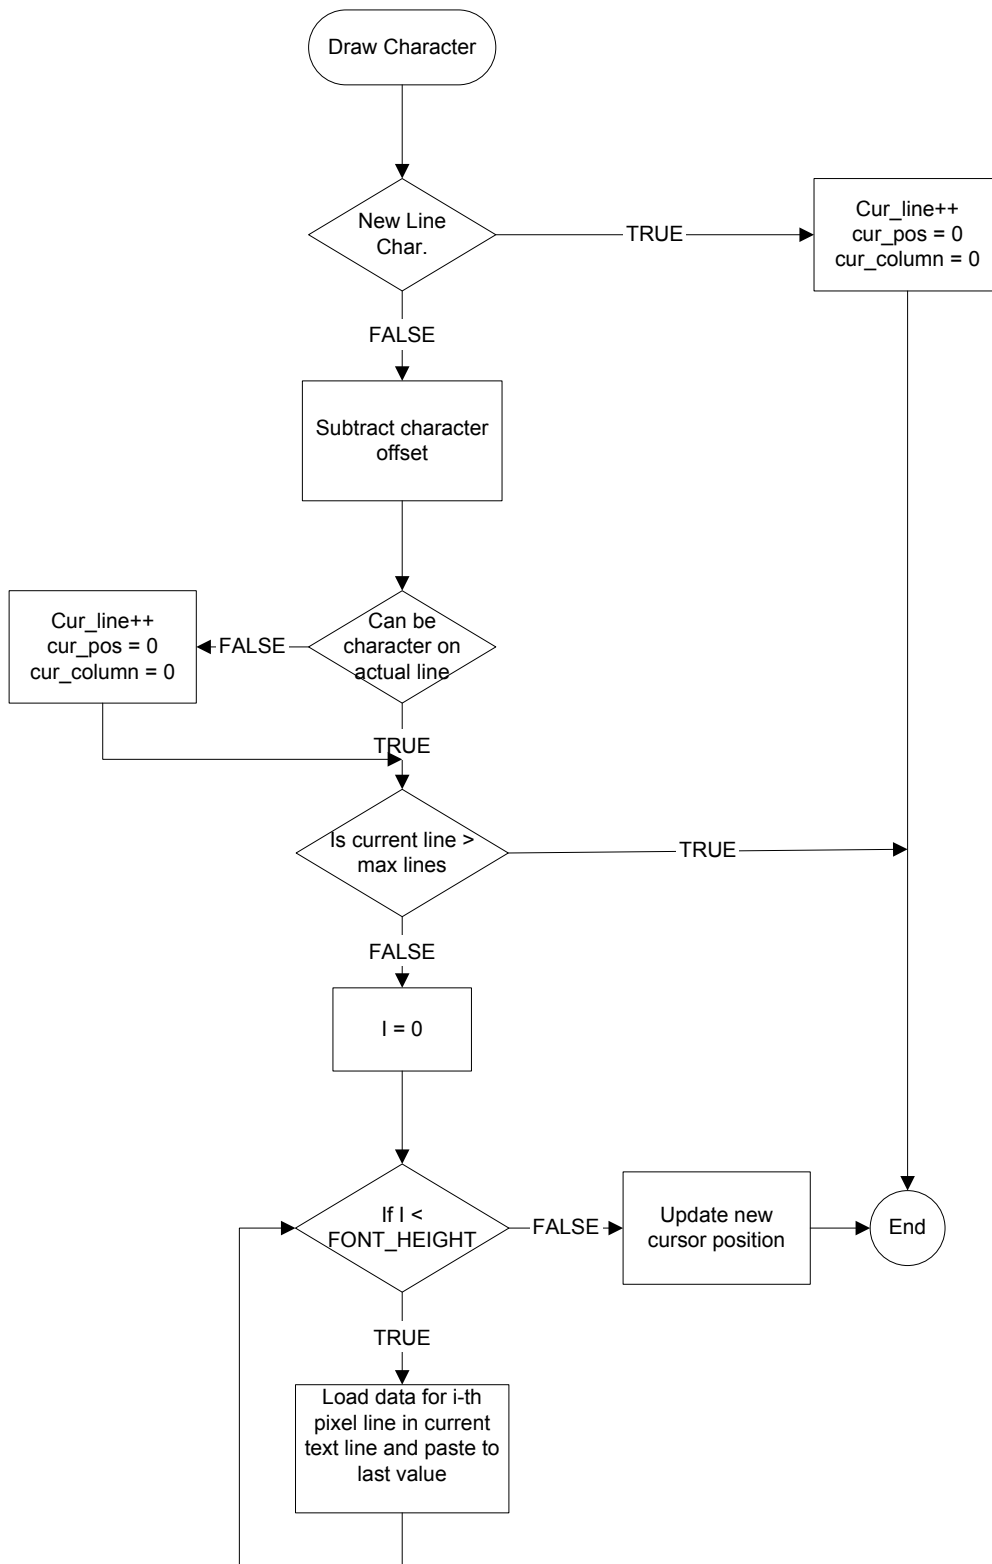 Draw Character
New Line
Char.
TRUE
Cur_line++
cur_pos = 0
cur_column = 0
FALSE
Subtract character
offset
Can be
character on
actual line
FALSE
Cur_line++
cur_pos = 0
cur_column = 0
TRUE
Is current line >
max lines
TRUE
FALSE
I = 0
If I <
FONT_HEIGHT
FALSE
Update new
cursor position
End
TRUE
Load data for i-th
pixel line in current
text line and paste to
last value